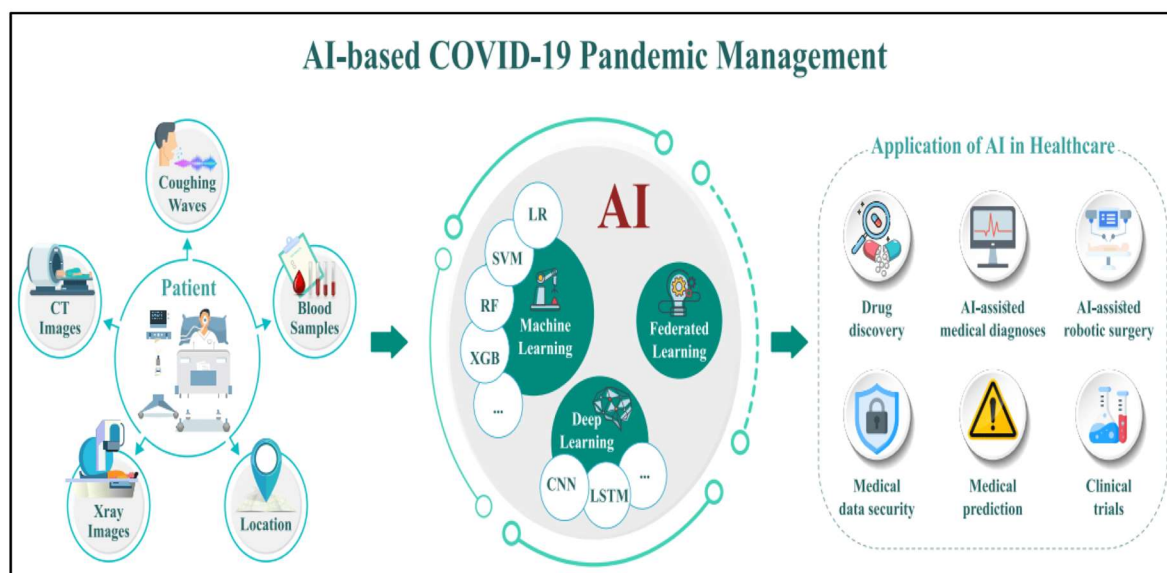 AI-based COVID-19 Pandemic Management
Coughing
Waves
CT
Images
Patient
Blood
Samples
Xray
Images
Location
AI
LR
SVM
RF
XGB
...
Machine
Learning
Federated
Learning
Deep
Learning
CNN
LSTM
...
Application of AI in Healthcare
Drug
discovery
AI-assisted
medical diagnoses
AI-assisted
robotic surgery
Medical
data security
Medical
prediction
Clinical
trials